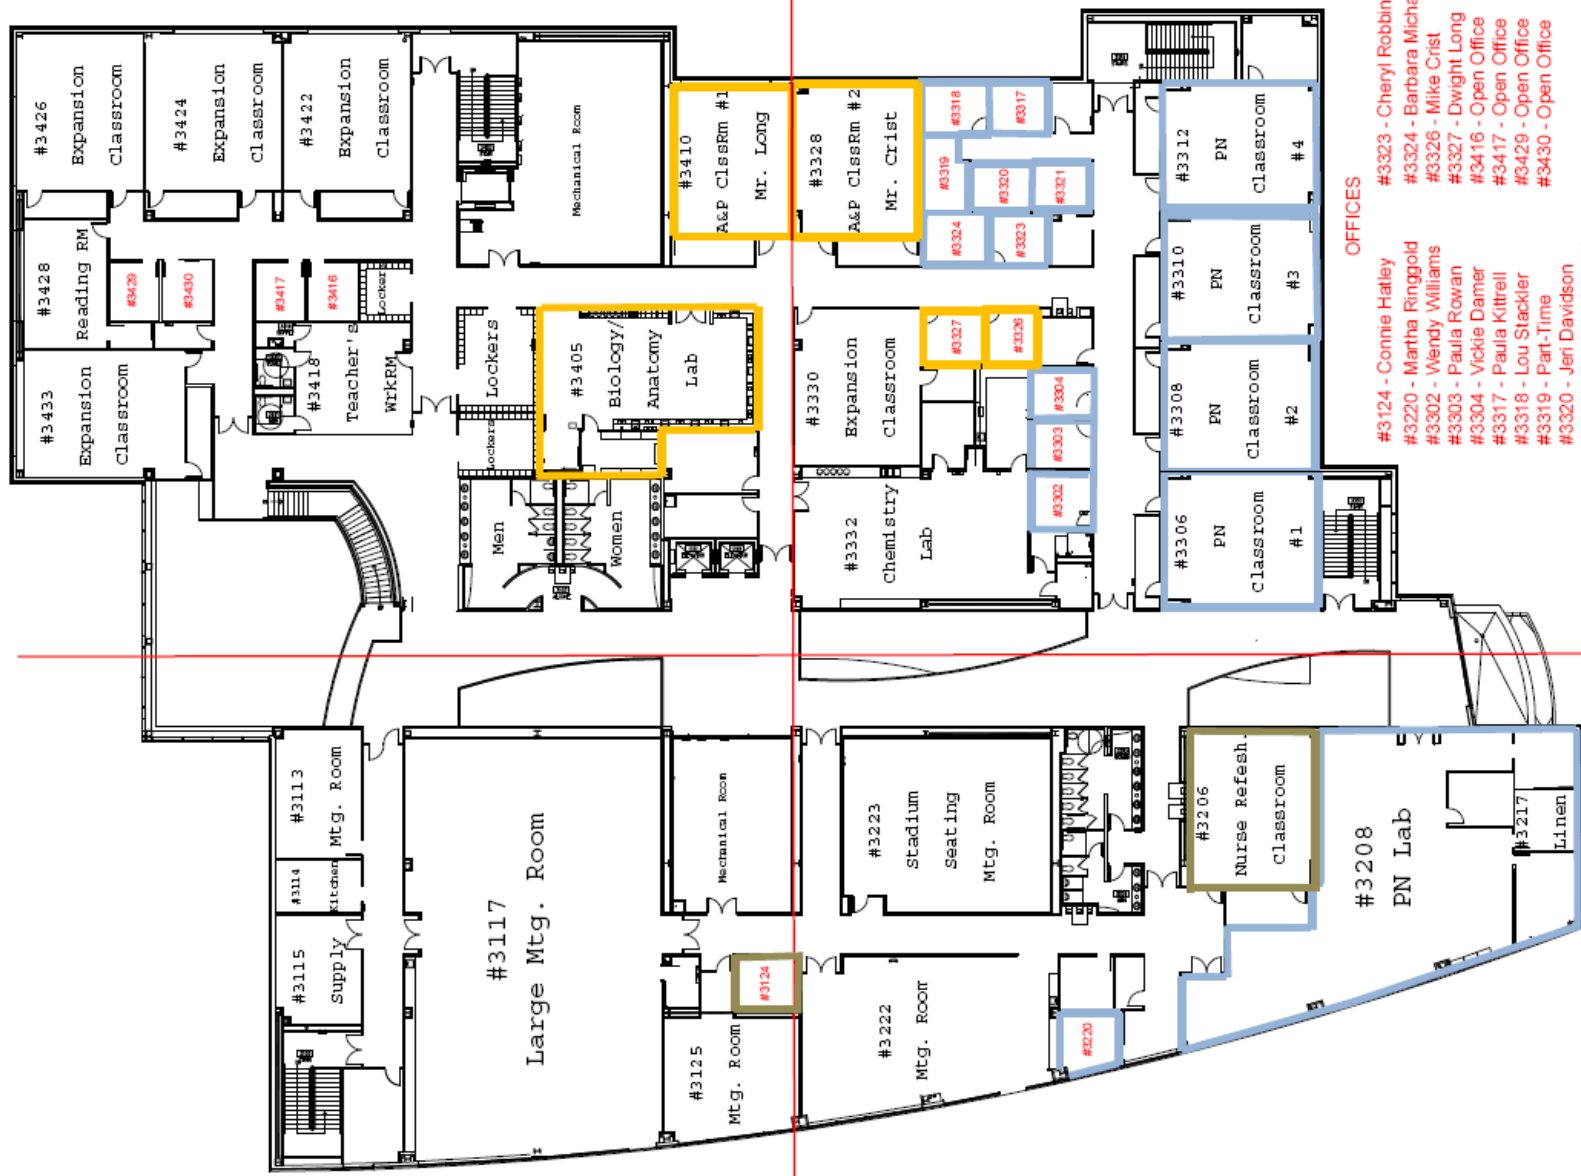 #3426
Expansion
Classroom
#3424
Expansion
Classroom
#3422
Expansion
Classroom
Mechanical Room
#3410
A&P ClssRm #1
Mr. Long
#3328
A&P ClssRm #2
Mr. Crist
#3318
#3317
#3319
#3320
#3321
#3324
#3323
#3312
PN
Classroom
#4
#3310
PN
Classroom
#3
#3308
PN
Classroom
#2
#3306
PN
Classroom
#1
#3428
Reading RM
#3429
#3430
#3417
#3416
Locker
#3433
Expansion
Classroom
#3418
Teacher's
WrkRM
Lockers
Lockers
#3405
Biology/
Anatomy
Lab
#3330
Expansion
Classroom
#3327
#3326
#3304
#3303
#3302
Men
Women
#3332
Chemistry
Lab
#3113
Mtg. Room
#3114
Kitchen
#3115
Supply
#3117
Large Mtg. Room
Mechanical Room
#3124
#3125
Mtg. Room
#3223
Stadium
Seating
Mtg. Room
#3222
Mtg. Room
#3220
#3206
Nurse Refesh
Classroom
#3208
PN Lab
#3217
Linen
OFFICES
#3124 - Connie Hatley
#3220 - Martha Ringgold
#3302 - Wendy Williams
#3303 - Paula Rowan
#3304 - Vickie Damer
#3317 - Paula Kittrell
#3318 - Lou Stackler
#3319 - Part-Time
#3320 - Jeri Davidson
#3323 - Cheryl Robbin
#3324 - Barbara Micha
#3326 - Mike Crist
#3327 - Dwight Long
#3416 - Open Office
#3417 - Open Office
#3429 - Open Office
#3430 - Open Office